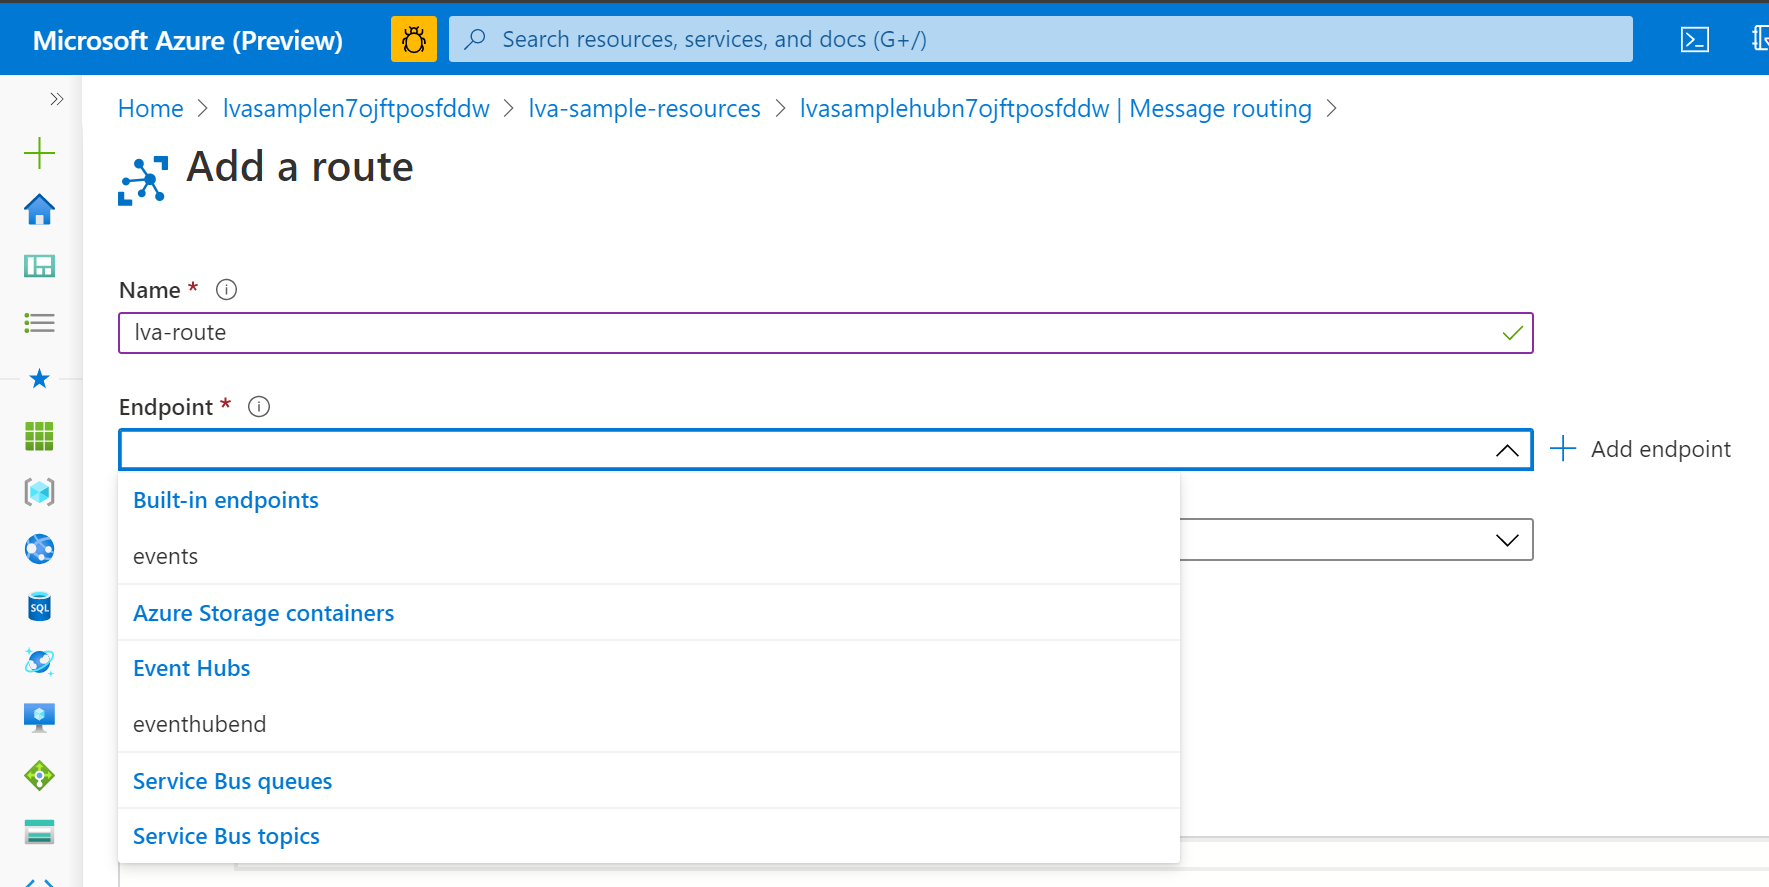 Microsoft Azure (Preview)
Search resources, services, and docs (G+/)
Home > lvasamplen7ojftposfddw > lva-sample-resources > lvasamplehubn7ojftposfddw | Message routing >
Add a route
Name *
lva-route
Endpoint *
Add endpoint
Built-in endpoints
events
Azure Storage containers
Event Hubs
eventhubend
Service Bus queues
Service Bus topics
SQL